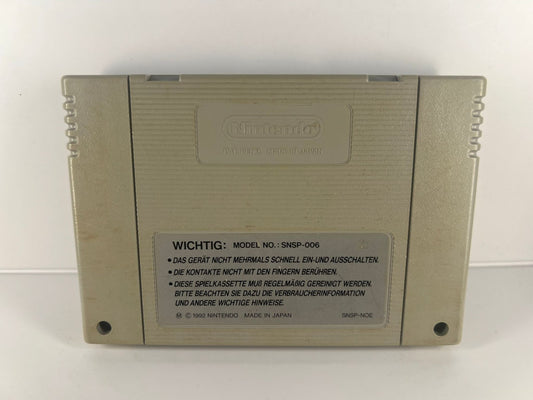 Nintendo®
WICHTIG: MODEL NO.: SNSP-006
• DAS GERÄT NICHT MEHRMALS SCHNELL EIN-UND AUSSCHALTEN.
• DIE KONTAKTE NICHT MIT DEN FINGERN BERÜHREN.
• DIESE SPIELKASSETTE MUß REGELMÄßIG GEREINIGT WERDEN.
BITTE BEACHTEN SIE DAZU DIE VERBRAUCHERINFORMATION
UND ANDERE WICHTIGE HINWEISE.
Ⓜ © 1992 NINTENDO MADE IN JAPAN SNSP-NOE